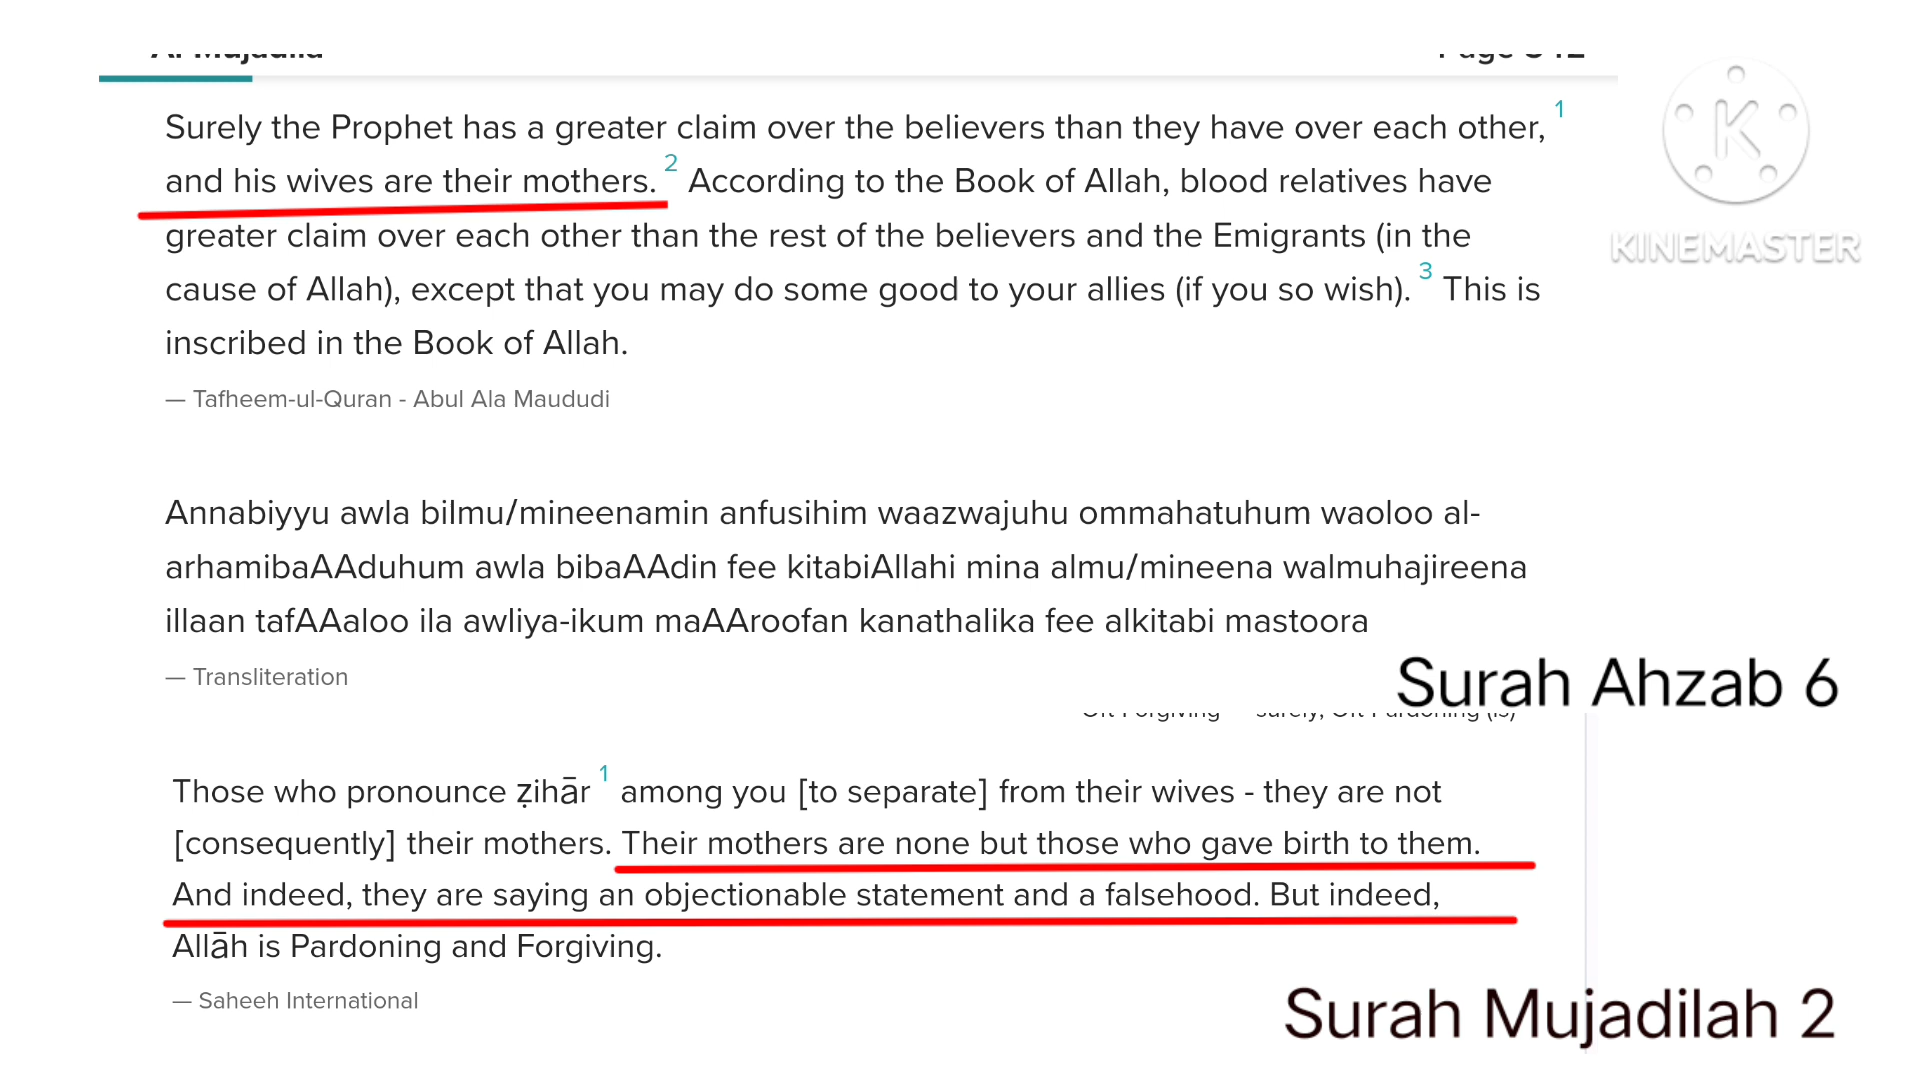 Surely the Prophet has a greater claim over the believers than they have over each other, 1
and his wives are their mothers. 2 According to the Book of Allah, blood relatives have
greater claim over each other than the rest of the believers and the Emigrants (in the
cause of Allah), except that you may do some good to your allies (if you so wish). 3 This is
inscribed in the Book of Allah.
— Tafheem-ul-Quran - Abul Ala Maududi
KINEMASTER
Annabiyyu awla bilmu/mineenamin anfusihim waazwajuhu ommahatuhum waoloo al-
arhamibaAAduhum awla bibaAAdin fee kitabiAllahi mina almu/mineena walmuhajireena
illaan tafAAaloo ila awliya-ikum maAAroofan kanathalika fee alkitabi mastoora
— Transliteration
Surah Ahzab 6
Those who pronounce ẓihār 1 among you [to separate] from their wives - they are not
[consequently] their mothers. Their mothers are none but those who gave birth to them.
And indeed, they are saying an objectionable statement and a falsehood. But indeed,
Allāh is Pardoning and Forgiving.
— Saheeh International
Surah Mujadilah 2